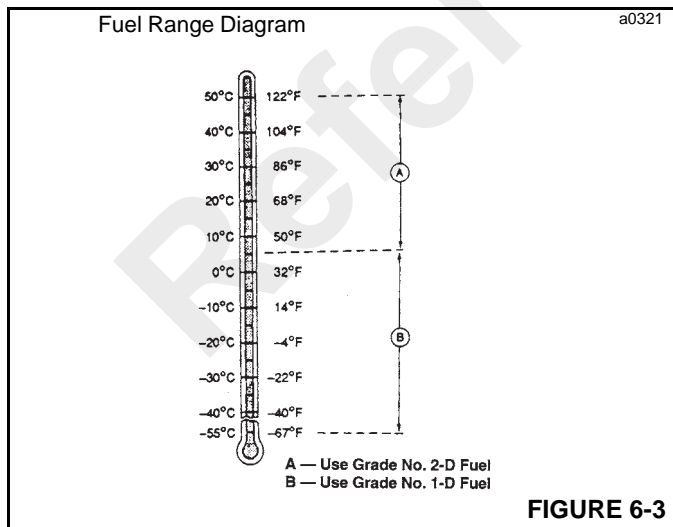 Fuel Range Diagram
a0321
50°C 122°F
40°C 104°F
30°C 86°F
A
20°C 68°F
10°C 50°F
0°C 32°F
-10°C 14°F
B
-20°C -4°F
-30°C -22°F
-40°C -40°F
-55°C -67°F
A — Use Grade No. 2-D Fuel
B — Use Grade No. 1-D Fuel
FIGURE 6-3
Refer